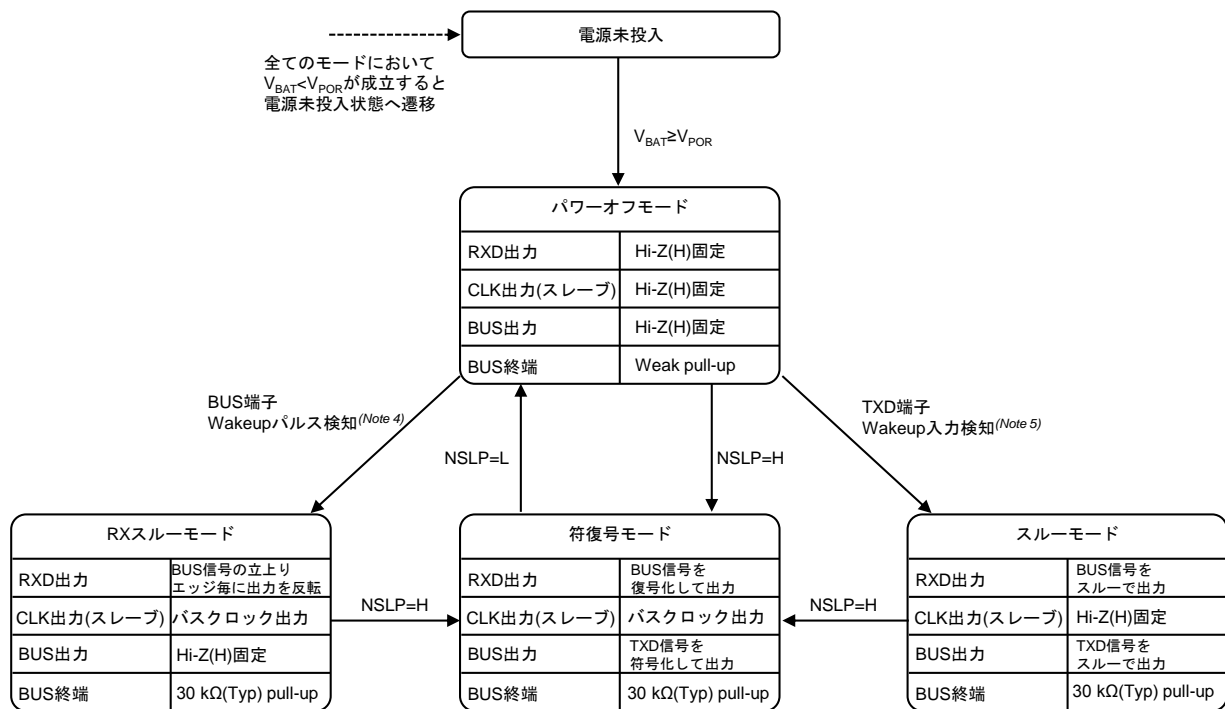 電源未投入
全てのモードにおいて
VBAT<VPORが成立すると
電源未投入状態へ遷移
VBAT≥VPOR
パワーオフモード
RXD出力 Hi-Z(H)固定
CLK出力(スレーブ) Hi-Z(H)固定
BUS出力 Hi-Z(H)固定
BUS終端 Weak pull-up
BUS端子
Wakeupパルス検知(Note 4)
NSLP=L
NSLP=H
TXD端子
Wakeup入力検知(Note 5)
RXスルーモード
RXD出力 BUS信号の立上り
エッジ毎に出力を反転
CLK出力(スレーブ) バスクロック出力
BUS出力 Hi-Z(H)固定
BUS終端 30 kΩ(Typ) pull-up
NSLP=H
符復号モード
RXD出力 BUS信号を
復号化して出力
CLK出力(スレーブ) バスクロック出力
BUS出力 TXD信号を
符号化して出力
BUS終端 30 kΩ(Typ) pull-up
NSLP=H
スルーモード
RXD出力 BUS信号を
スルーで出力
CLK出力(スレーブ) Hi-Z(H)固定
BUS出力 TXD信号を
スルーで出力
BUS終端 30 kΩ(Typ) pull-up